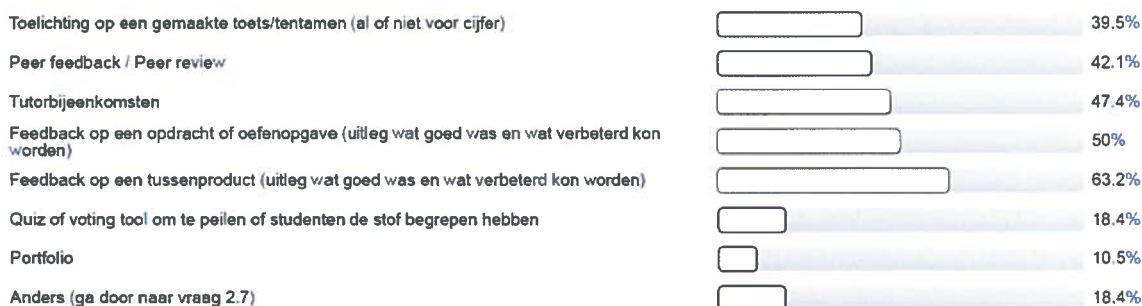 Toelichting op een gemaakte toets/tentamen (al of niet voor cijfer) 39.5%
Peer feedback / Peer review 42.1%
Tutorbijeenkomsten 47.4%
Feedback op een opdracht of oefenopgave (uitleg wat goed was en wat verbeterd kon
worden) 50%
Feedback op een tussenproduct (uitleg wat goed was en wat verbeterd kon worden) 63.2%
Quiz of voting tool om te peilen of studenten de stof begrepen hebben 18.4%
Portfolio 10.5%
Anders (ga door naar vraag 2.7) 18.4%